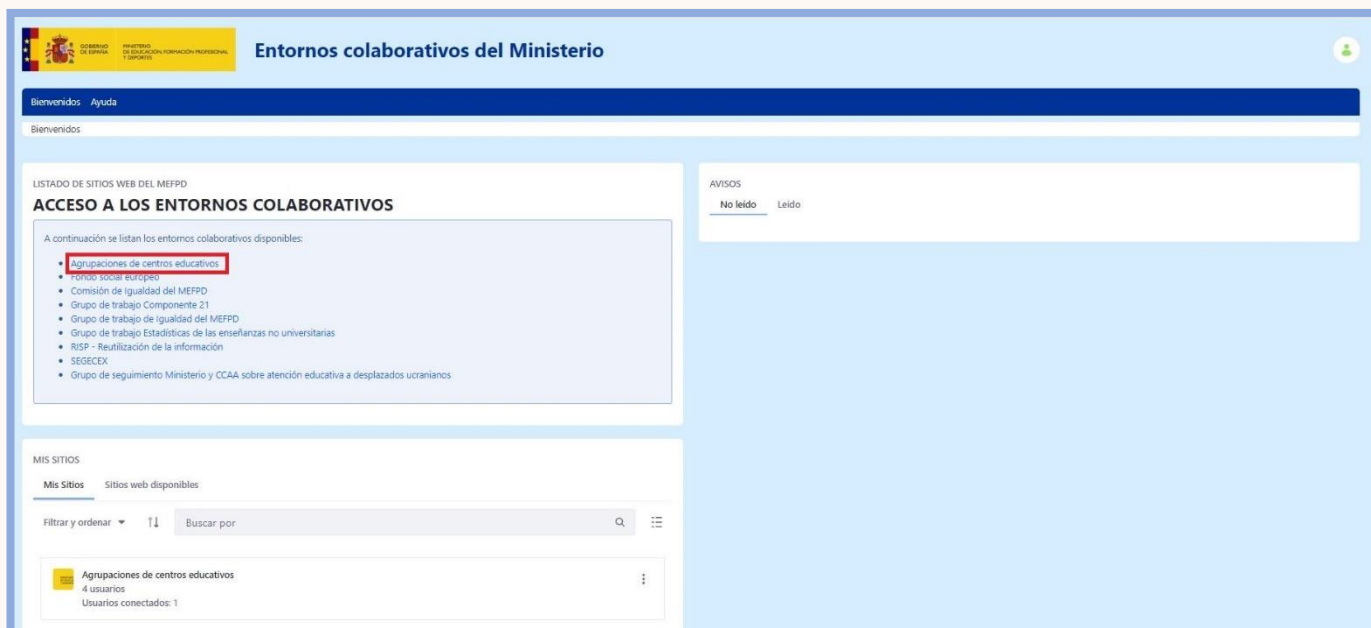 GOBIERNO
DE ESPAÑA
MINISTERIO
DE EDUCACIÓN, FORMACIÓN PROFESIONAL
Y DEPORTES
Entornos colaborativos del Ministerio
Bienvenidos Ayuda
Bienvenidos
LISTADO DE SITIOS WEB DEL MEFPD
ACCESO A LOS ENTORNOS COLABORATIVOS
A continuación se listan los entornos colaborativos disponibles:
Agrupaciones de centros educativos
Fondo social europeo
Comisión de Igualdad del MEFPD
Grupo de trabajo Componente 21
Grupo de trabajo de Igualdad del MEFPD
Grupo de trabajo Estadísticas de las enseñanzas no universitarias
RISP - Reutilización de la información
SEGECEX
Grupo de seguimiento Ministerio y CCAA sobre atención educativa a desplazados ucranianos
AVISOS
No leído Leído
MIS SITIOS
Mis Sitios Sitios web disponibles
Filtrar y ordenar Buscar por
Agrupaciones de centros educativos
4 usuarios
Usuarios conectados: 1